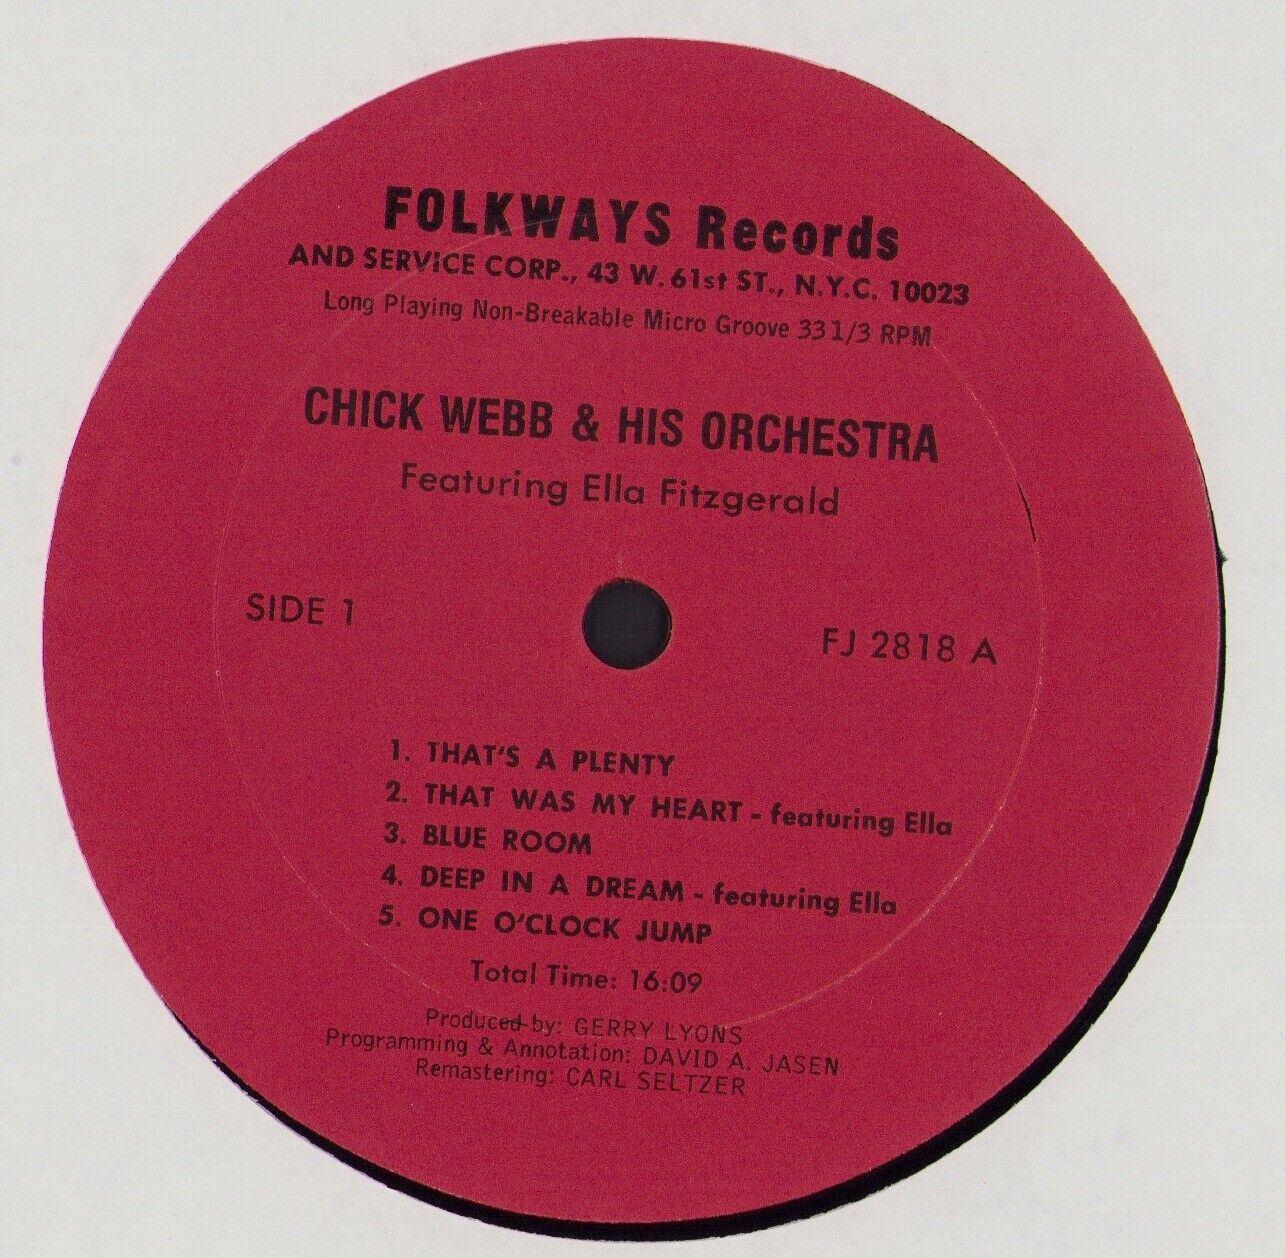 FOLKWAYS Records
AND SERVICE CORP., 43 W. 61st ST., N.Y.C. 10023
Long Playing Non-Breakable Micro Groove 33 1/3 RPM
CHICK WEBB & HIS ORCHESTRA
Featuring Ella Fitzgerald
SIDE 1
FJ 2818 A
1. THAT'S A PLENTY
2. THAT WAS MY HEART - featuring Ella
3. BLUE ROOM
4. DEEP IN A DREAM - featuring Ella
5. ONE O'CLOCK JUMP
Total Time: 16:09
Produced by: GERRY LYONS
Programming & Annotation: DAVID A. JASEN
Remastering: CARL SELTZER